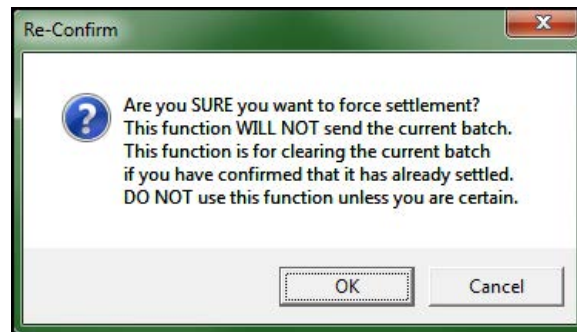 Re-Confirm
Are you SURE you want to force settlement?
This function WILL NOT send the current batch.
This function is for clearing the current batch
if you have confirmed that it has already settled.
DO NOT use this function unless you are certain.
OK
Cancel